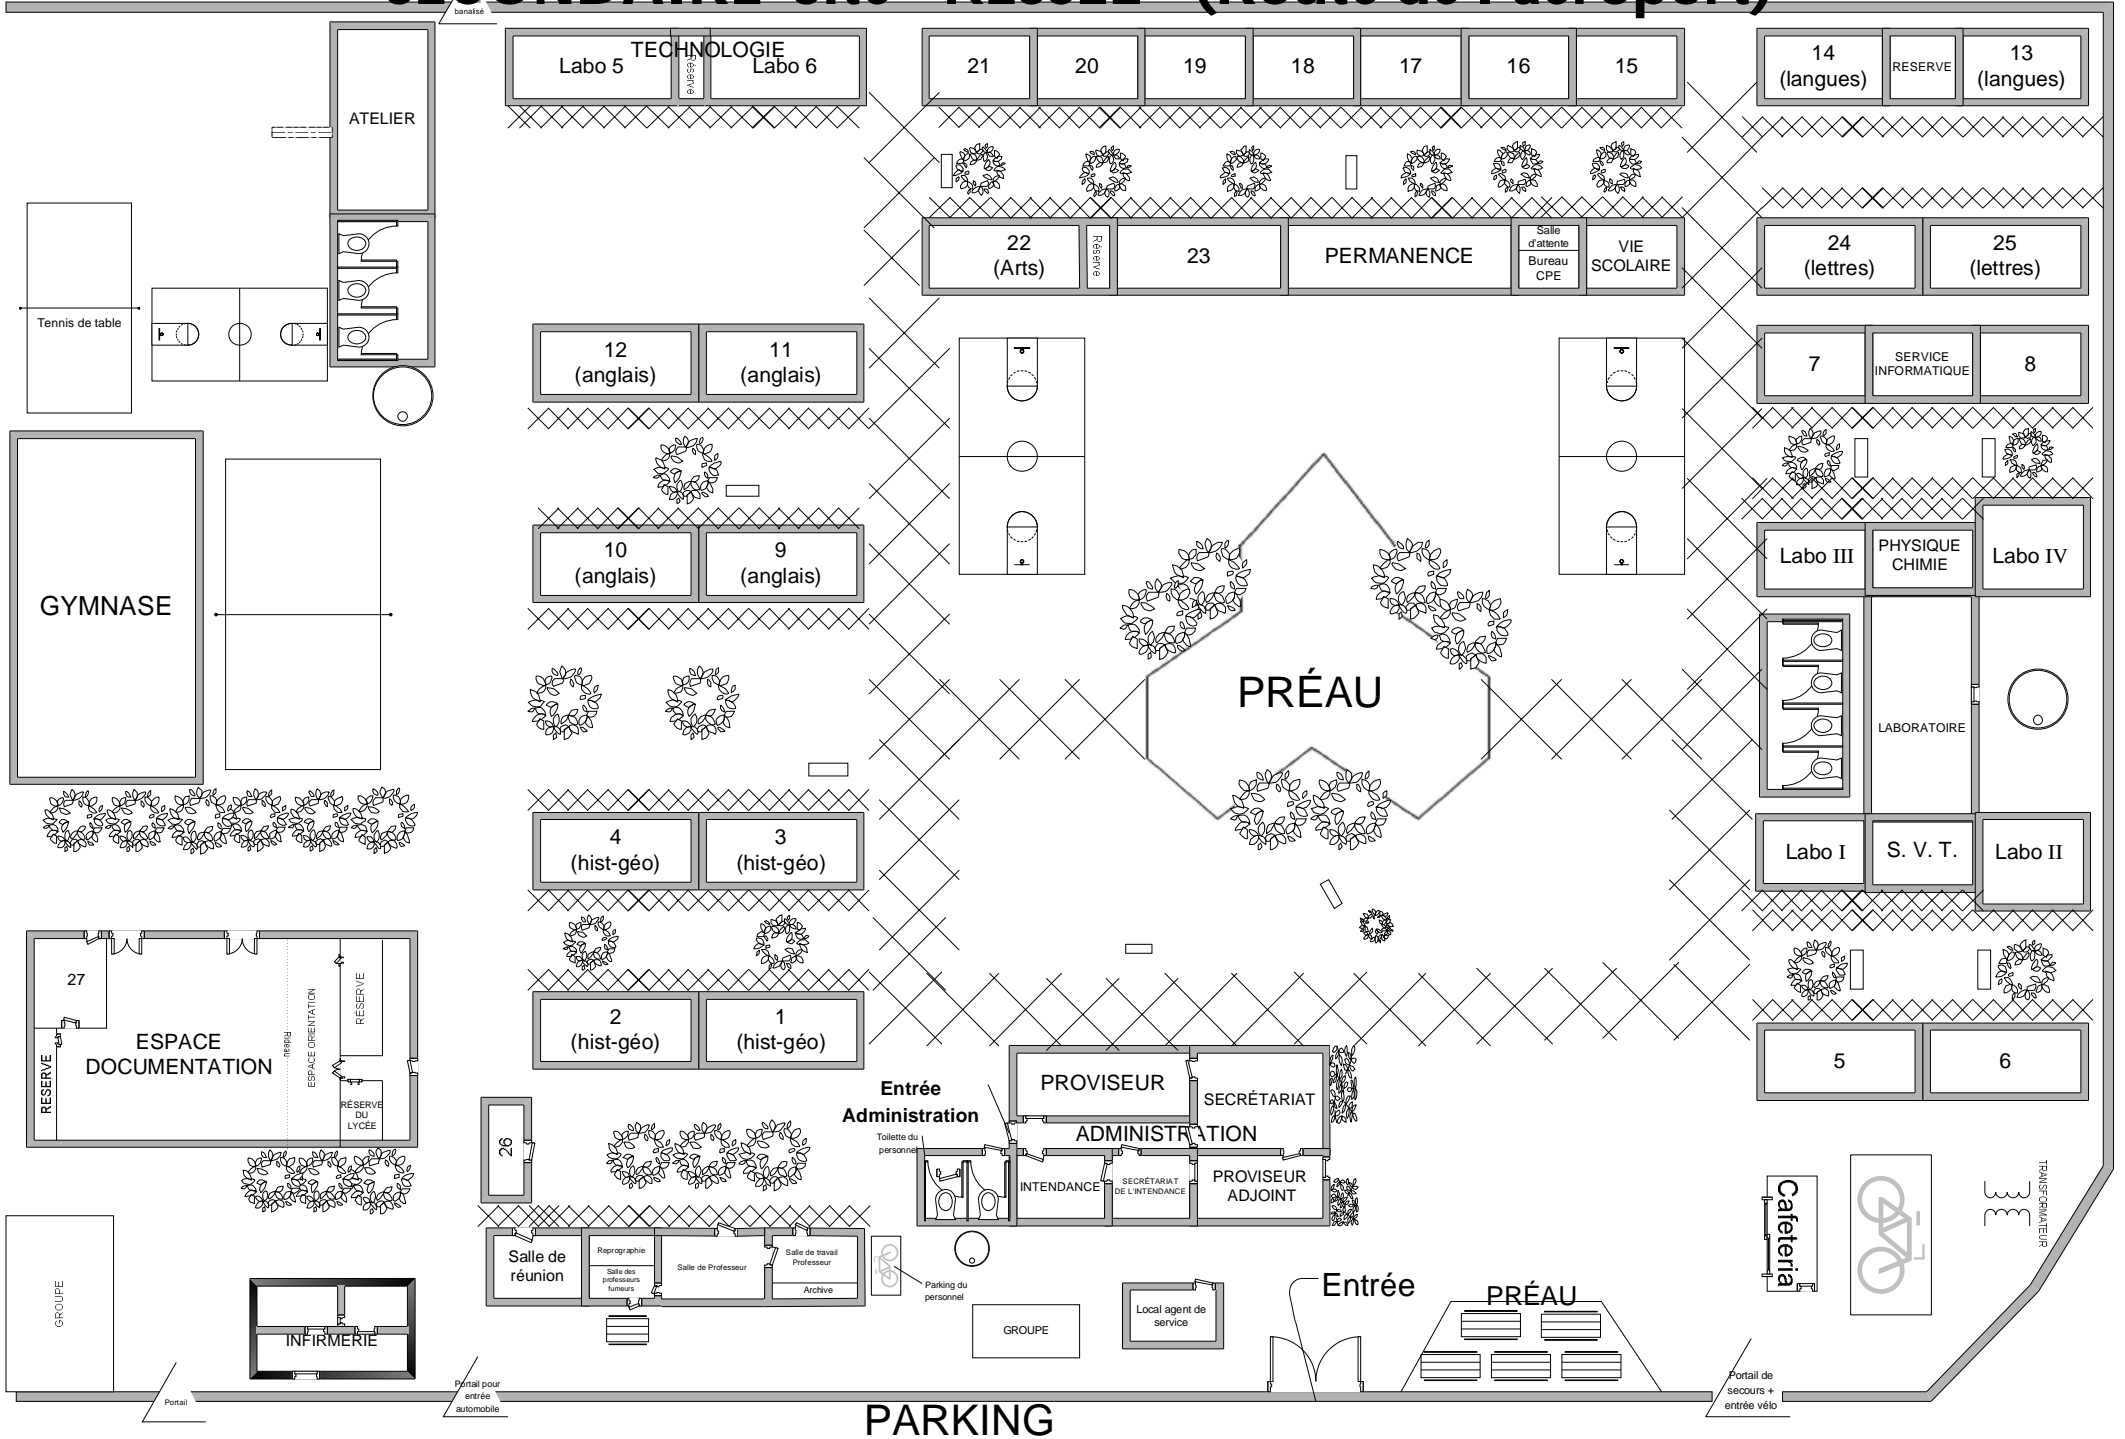 SECONDAIRE site "KLESEE" (Route de l'aéroport)
banalisé
TECHNOLOGIE
Labo 5
Réserve
Labo 6
21
20
19
18
17
16
15
14
(langues)
RESERVE
13
(langues)
ATELIER
22
(Arts)
Réserve
23
PERMANENCE
Salle
d'attente
Bureau
CPE
VIE
SCOLAIRE
24
(lettres)
25
(lettres)
Tennis de table
12
(anglais)
11
(anglais)
7
SERVICE
INFORMATIQUE
8
10
(anglais)
9
(anglais)
Labo III
PHYSIQUE
CHIMIE
Labo IV
GYMNASE
PRÉAU
LABORATOIRE
4
(hist-géo)
3
(hist-géo)
Labo I
S. V. T.
Labo II
27
ESPACE
DOCUMENTATION
RESERVE
Rideau
ESPACE ORIENTATION
RÉSERVE
RÉSERVE
DU
LYCÉE
2
(hist-géo)
1
(hist-géo)
5
6
Entrée
Administration
Toilette du
personnel
PROVISEUR
SECRÉTARIAT
ADMINISTRATION
INTENDANCE
SECRÉTARIAT
DE L'INTENDANCE
PROVISEUR
ADJOINT
26
Salle de
réunion
Reprographie
Salle des
professeurs
fumeurs
Salle de Professeur
Salle de travail
Professeur
Archive
Parking du
personnel
Cafeteria
TRANSFORMATEUR
GROUPE
INFIRMERIE
GROUPE
Local agent de
service
Entrée
PRÉAU
Portail
Portail pour
entrée
automobile
Portail de
secours +
entrée vélo
PARKING